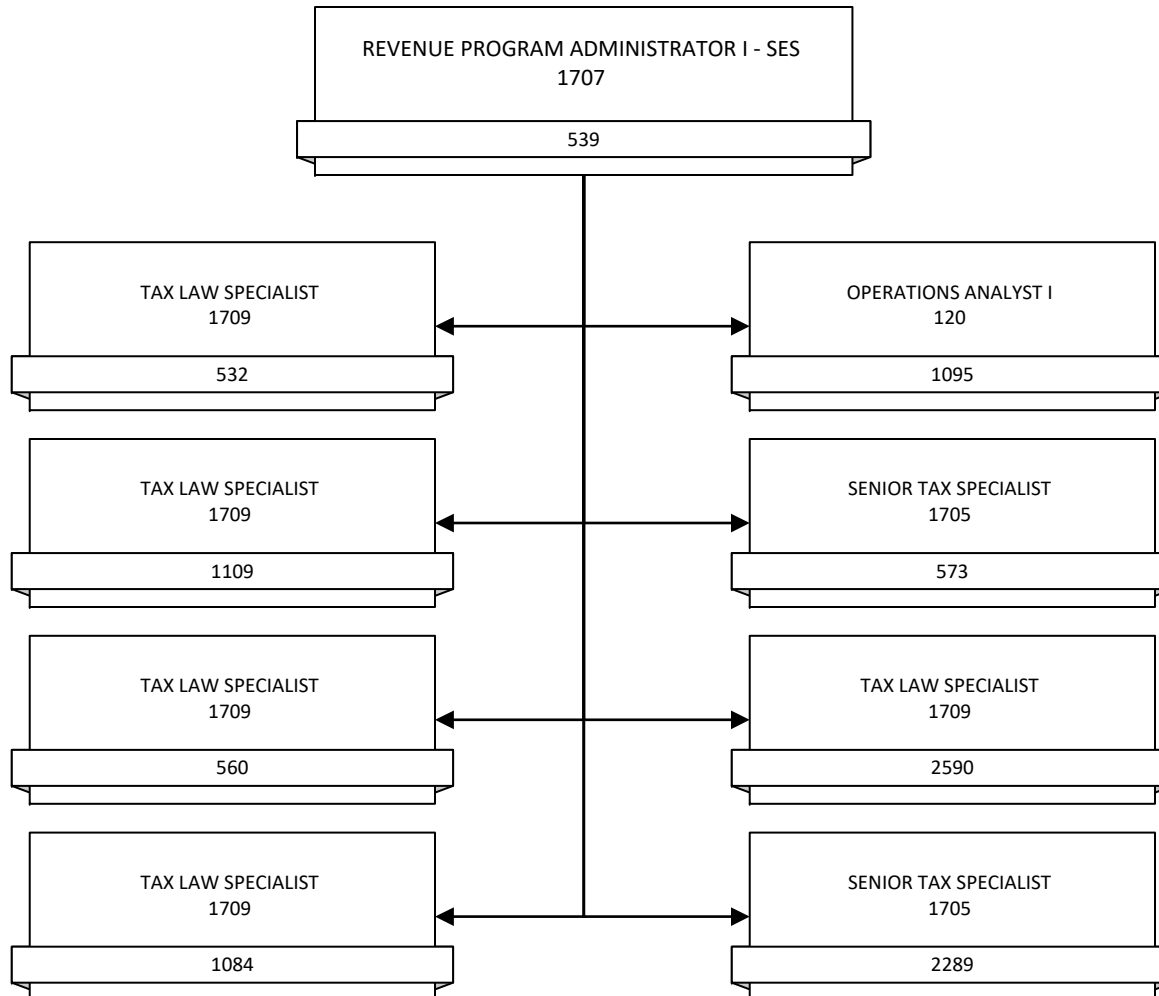 REVENUE PROGRAM ADMINISTRATOR I - SES
1707
539
TAX LAW SPECIALIST
1709
532
OPERATIONS ANALYST I
120
1095
TAX LAW SPECIALIST
1709
1109
SENIOR TAX SPECIALIST
1705
573
TAX LAW SPECIALIST
1709
560
TAX LAW SPECIALIST
1709
2590
TAX LAW SPECIALIST
1709
1084
SENIOR TAX SPECIALIST
1705
2289